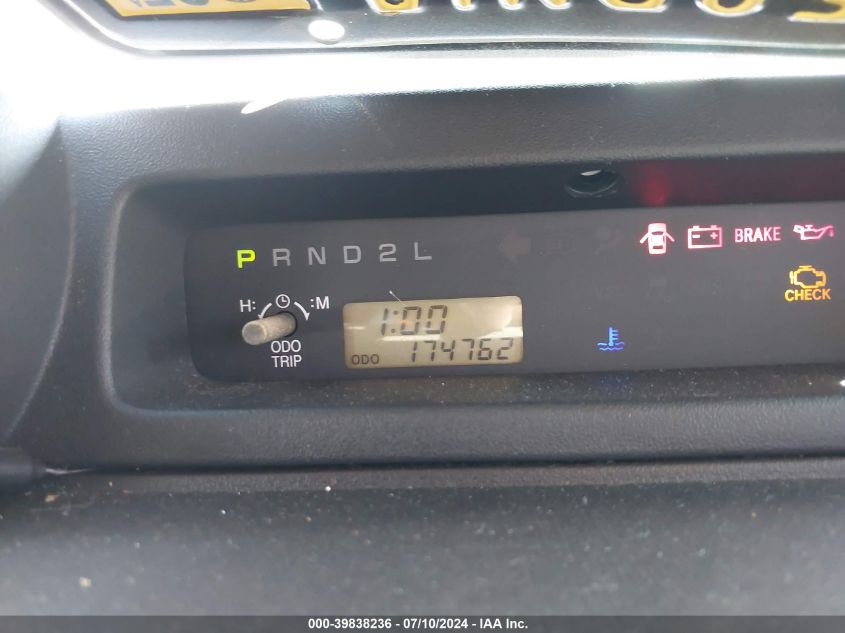 P R N D 2 L
BRAKE
CHECK
H: :M
ODO
TRIP
1:00
ODO 174762
000-39838236 - 07/10/2024 - IAA Inc.